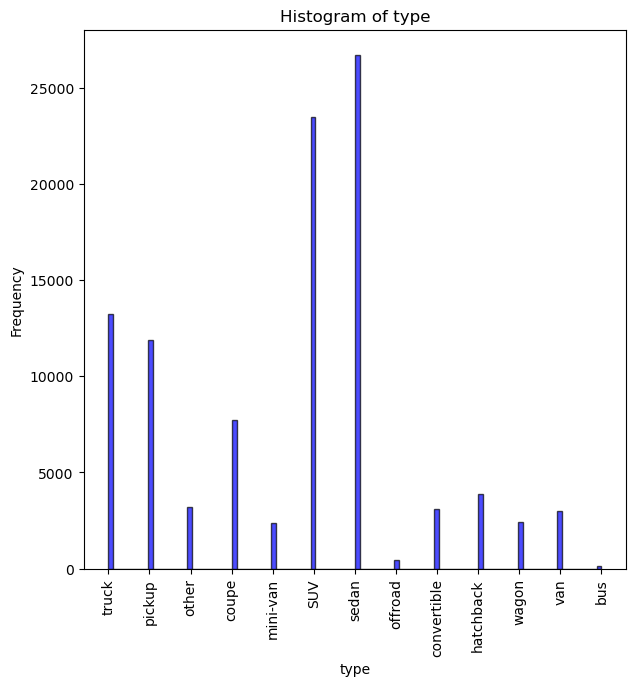 Histogram of type
Frequency
25000
20000
15000
10000
5000
0
truck
pickup
other
coupe
mini-van
SUV
sedan
offroad
convertible
hatchback
wagon
van
bus
type